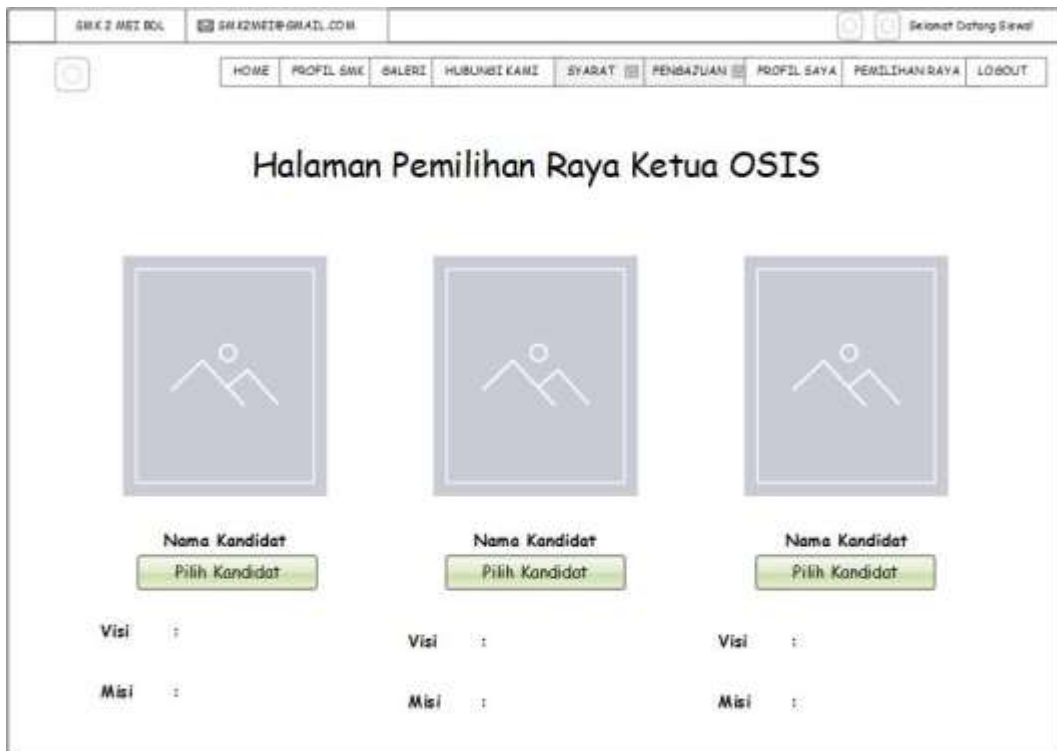 SMK 2 MEI BDL SMK2MEI@GMAIL.COM Selamat Datang Siswa!
HOME PROFIL SMK GALERI HUBUNGI KAMI SYARAT PENGAJUAN PROFIL SAYA PEMILIHAN RAYA LOGOUT
Halaman Pemilihan Raya Ketua OSIS
Nama Kandidat Nama Kandidat Nama Kandidat
Pilih Kandidat Pilih Kandidat Pilih Kandidat
Visi : Visi : Visi :
Misi : Misi : Misi :